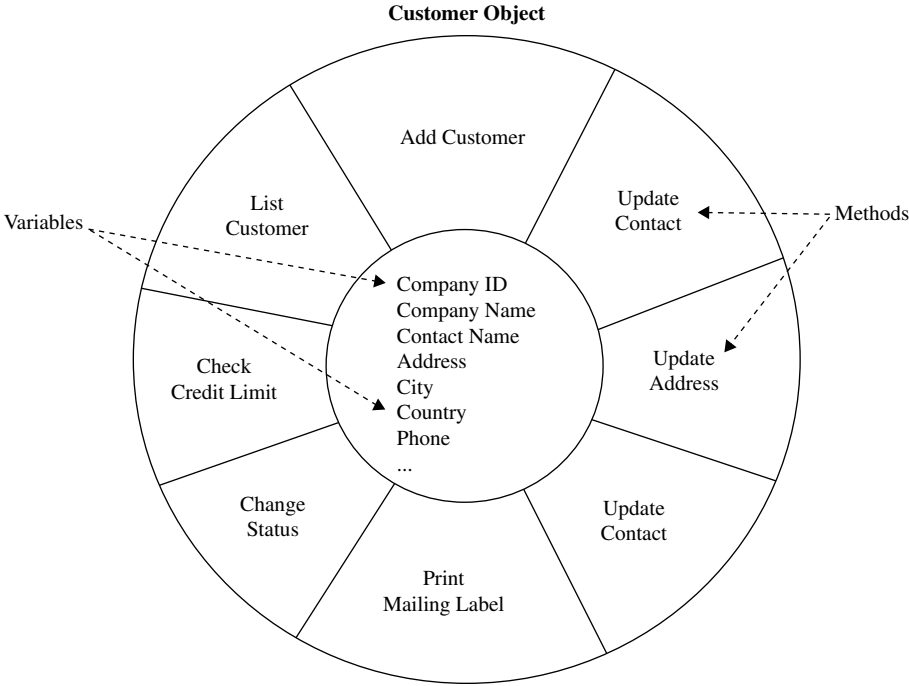 Customer Object
Add Customer
List
Customer
Update
Contact
Variables
Methods
Company ID
Company Name
Contact Name
Address
City
Country
Phone
...
Check
Credit Limit
Update
Address
Change
Status
Update
Contact
Print
Mailing Label